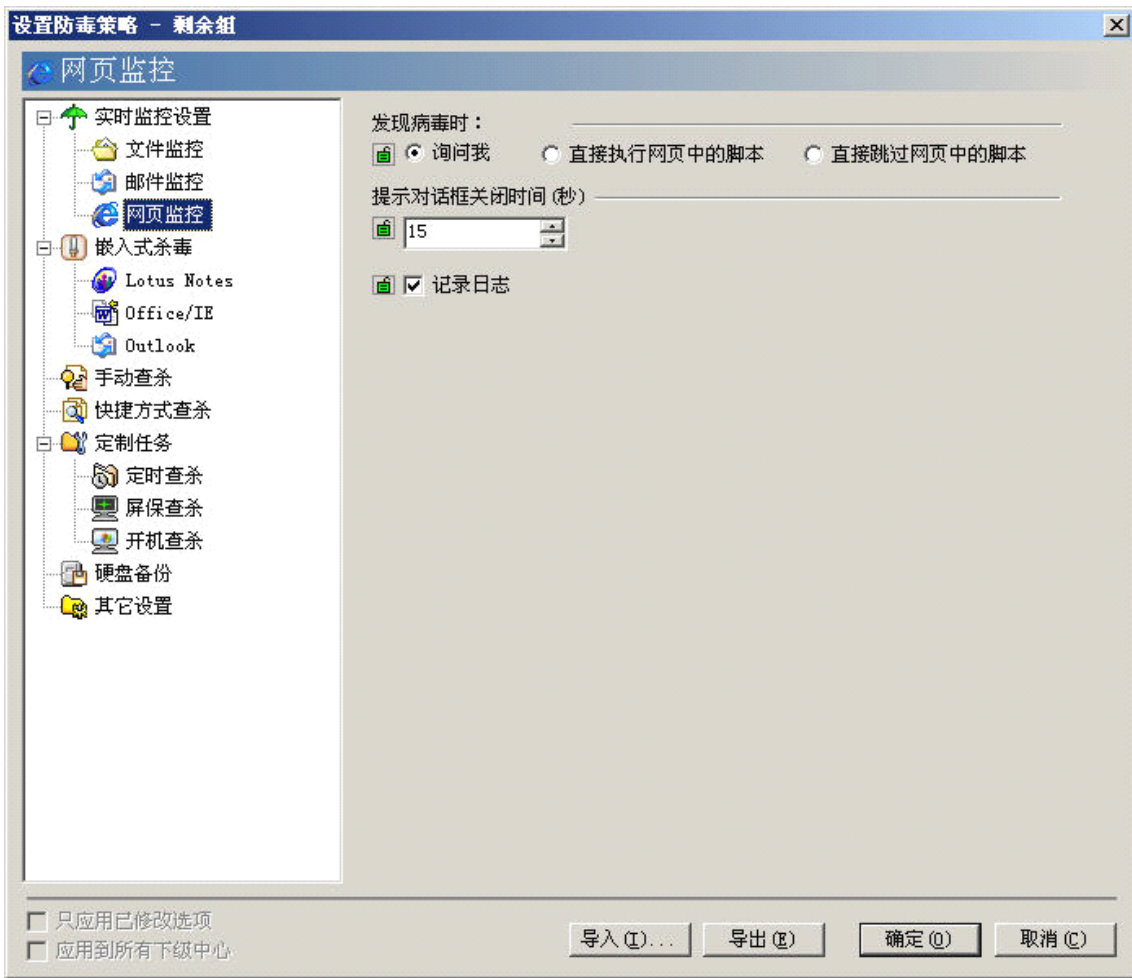 设置防毒策略 - 剩余组
网页监控
实时监控设置
文件监控
邮件监控
网页监控
嵌入式杀毒
Lotus Notes
Office/IE
Outlook
手动查杀
快捷方式查杀
定制任务
定时查杀
屏保查杀
开机查杀
硬盘备份
其它设置
发现病毒时：
询问我 直接执行网页中的脚本 直接跳过网页中的脚本
提示对话框关闭时间(秒)
15
记录日志
只应用已修改选项
应用到所有下级中心
导入(I)... 导出(E) 确定(O) 取消(C)